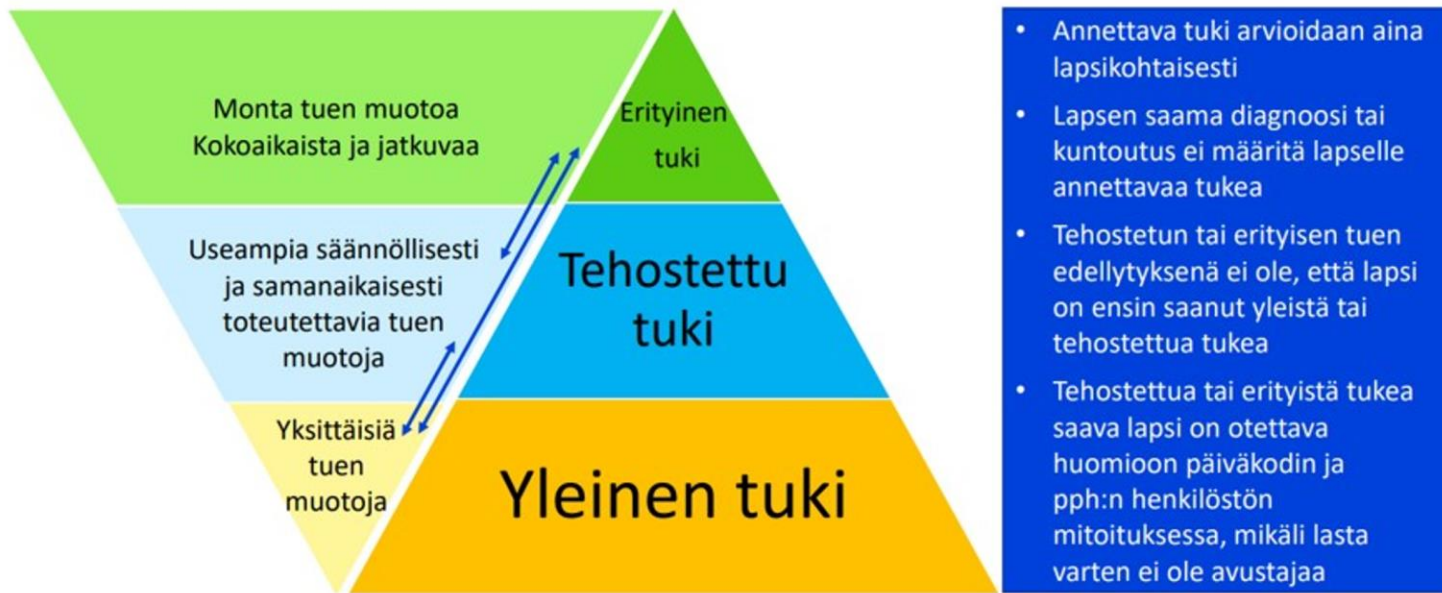 Monta tuen muotoa
Kokoaikaista ja jatkuvaa
Erityinen
tuki
Useampia säännöllisesti
ja samanaikaisesti
toteutettavia tuen
muotoja
Tehostettu
tuki
Yksittäisiä
tuen
muotoja
Yleinen tuki
• Annettava tuki arvioidaan aina
lapsikohtaisesti
• Lapsen saama diagnoosi tai
kuntoutus ei määritä lapselle
annettavaa tukea
• Tehostetun tai erityisen tuen
edellytyksenä ei ole, että lapsi
on ensin saanut yleistä tai
tehostettua tukea
• Tehostettua tai erityistä tukea
saava lapsi on otettava
huomioon päiväkodin ja
pph:n henkilöstön
mitoituksessa, mikäli lasta
varten ei ole avustajaa